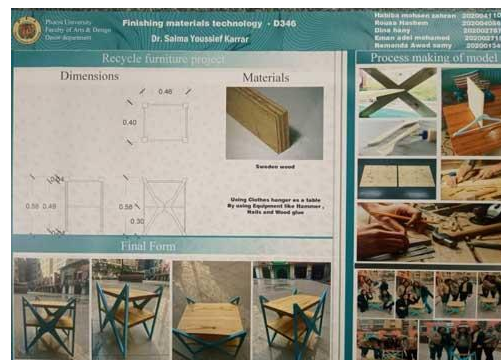 Pharos University
Faculty of Arts & Design
Decor department
Finishing materials technology - D346
Dr. Salma Youssief Karrar
Habiba mohsen zahran
Rouaa Hashem
Dina hany
Eman adel mohamed
Remonda Awad samy
Recycle furniture project
Process making of model
Dimensions
Materials
0.46
0.40
Sweden wood
0.58 0.49
0.58
0.30
Using Clothes hanger as a table
By using Equipment like Hammer ,
Nails and Wood glue
Final Form